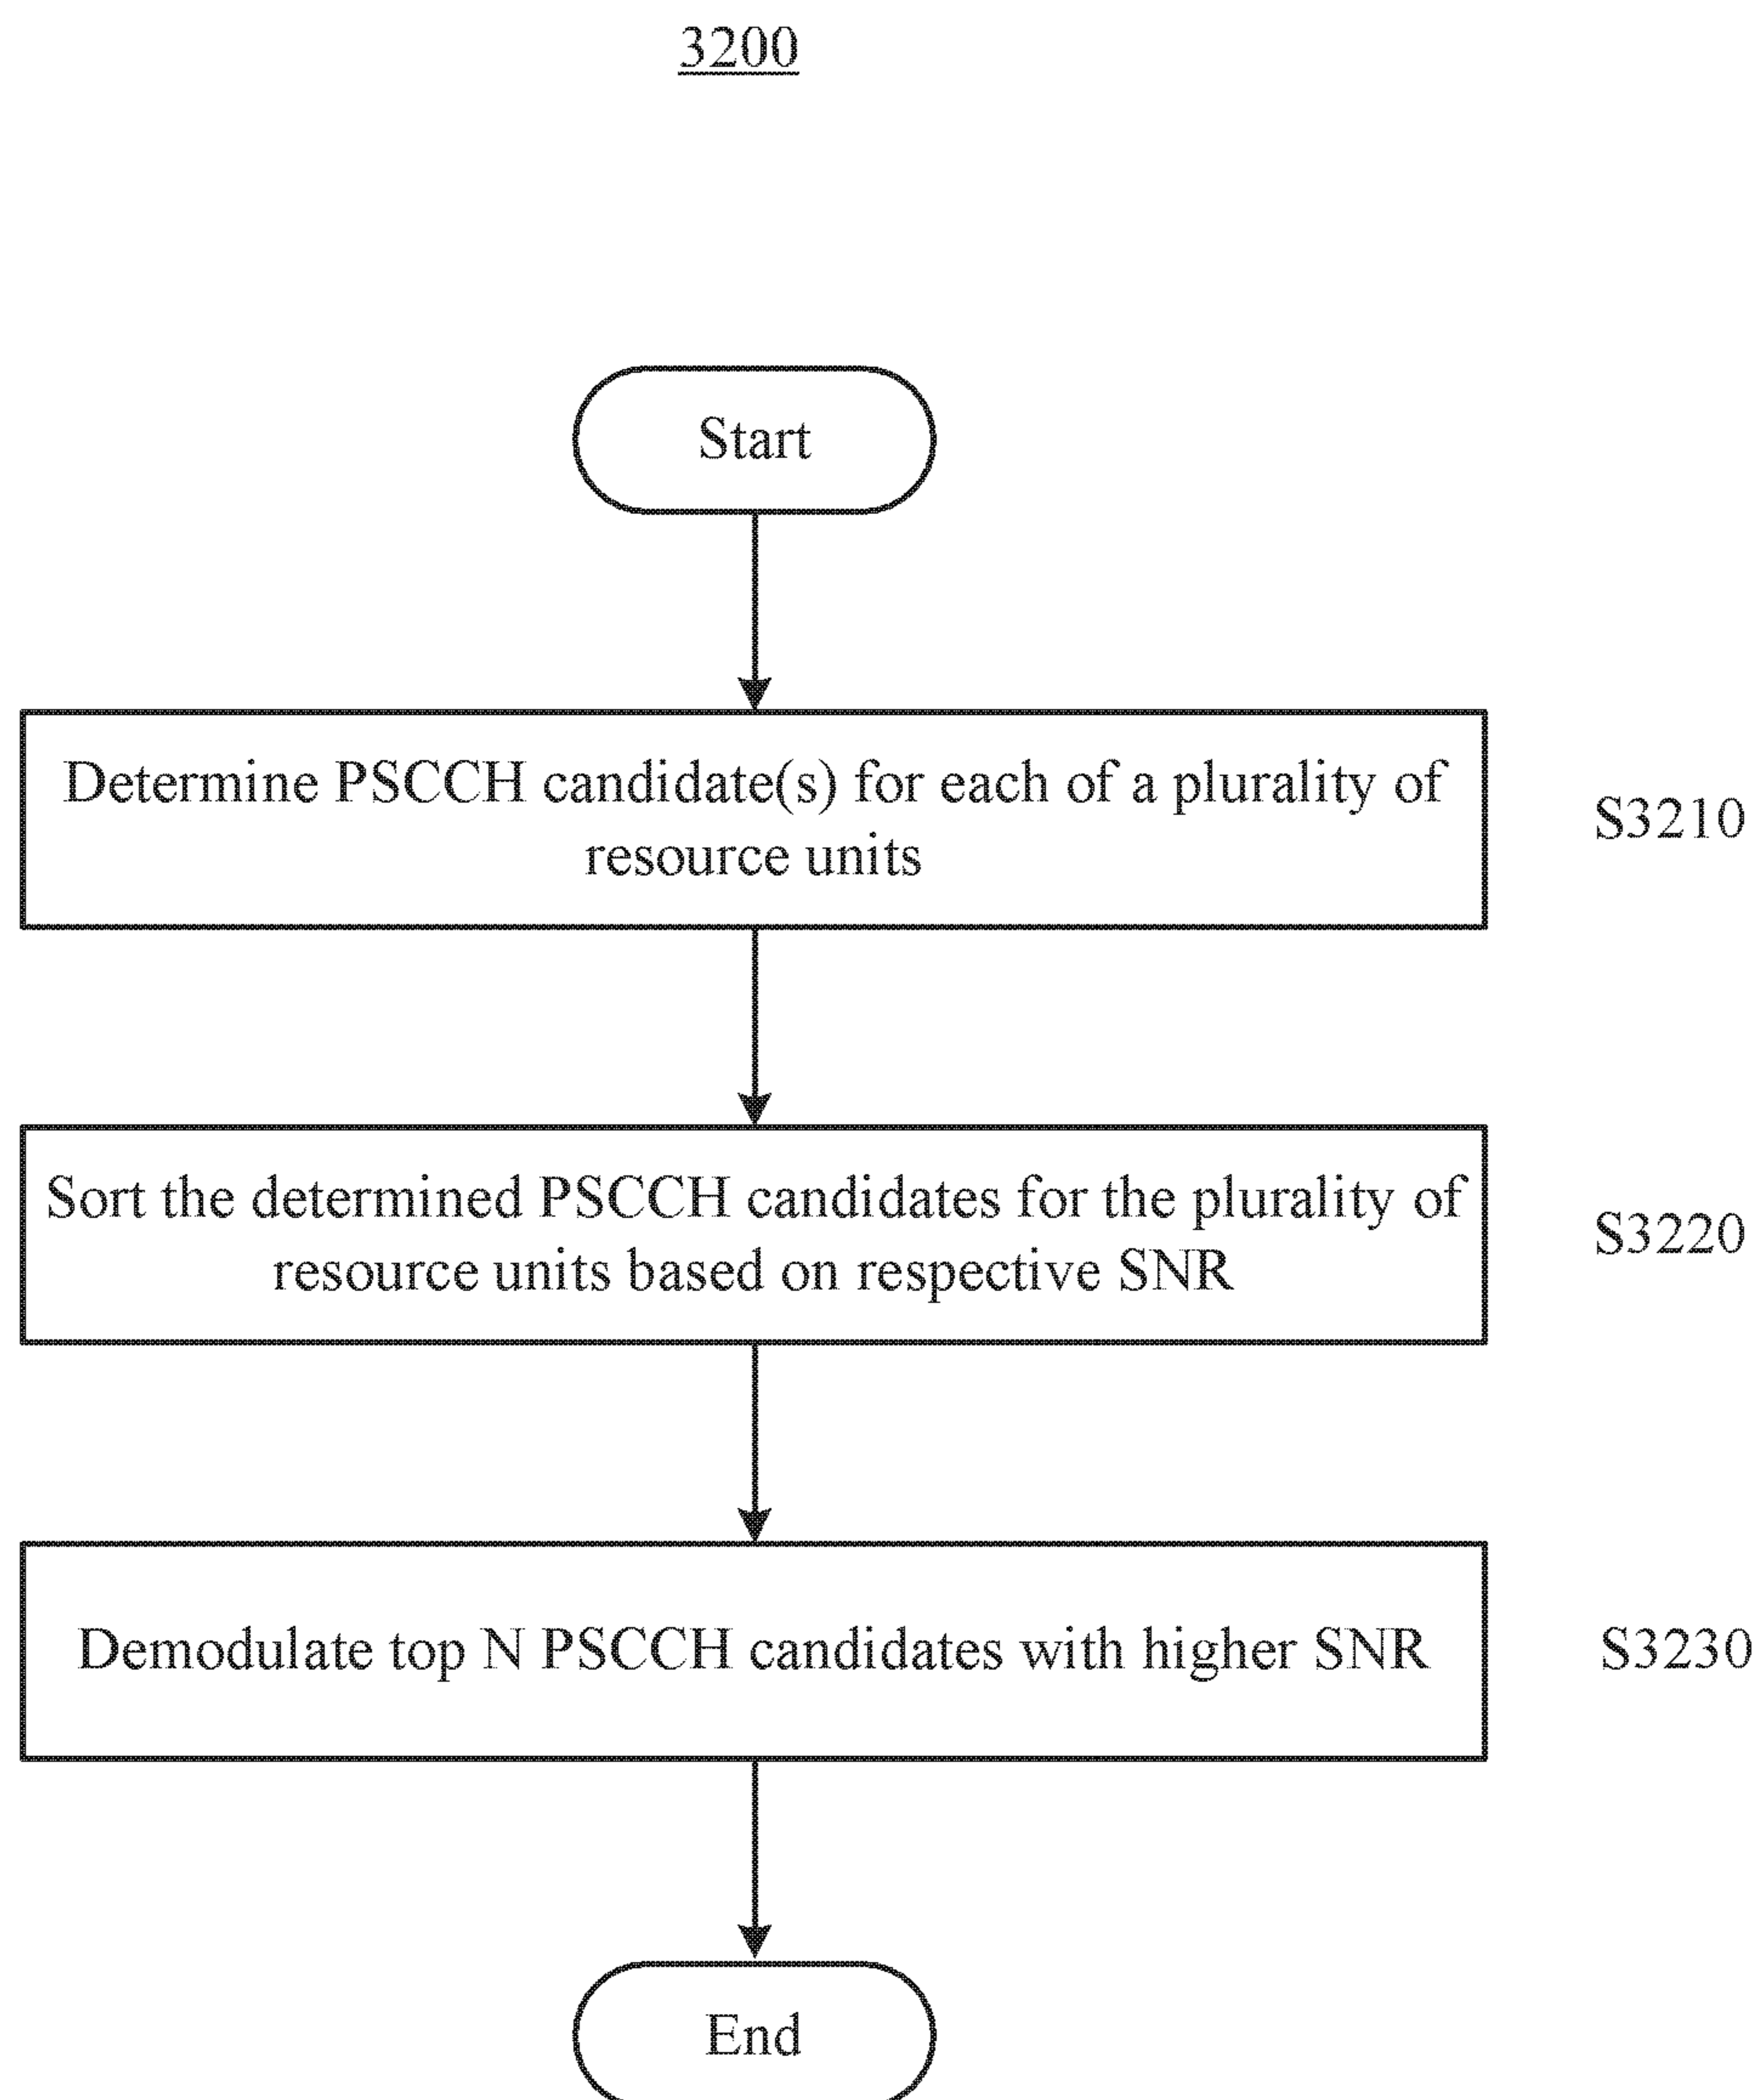 3200
Start
Determine PSCCH candidate(s) for each of a plurality of
resource units
S3210
Sort the determined PSCCH candidates for the plurality of
resource units based on respective SNR
S3220
Demodulate top N PSCCH candidates with higher SNR
S3230
End